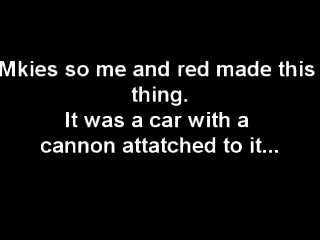 Mkies so me and red made this
thing.
It was a car with a
cannon attatched to it...